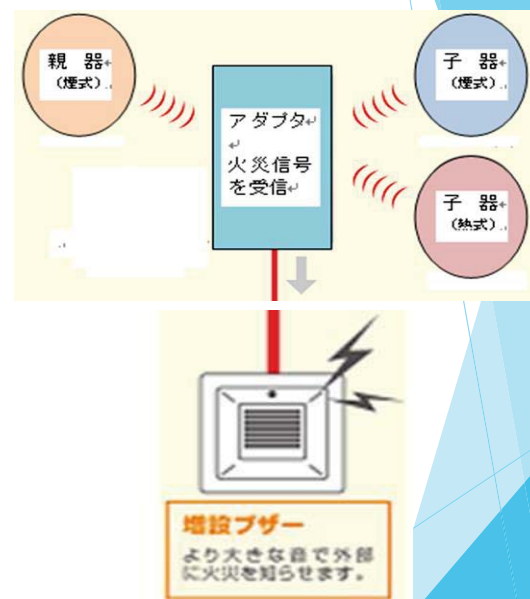 親 器
(煙式)
アダプタ
火災信号
を受信
子 器
(煙式)
子 器
(熱式)
増設ブザー
より大きな音で外部
に火災を知らせます。